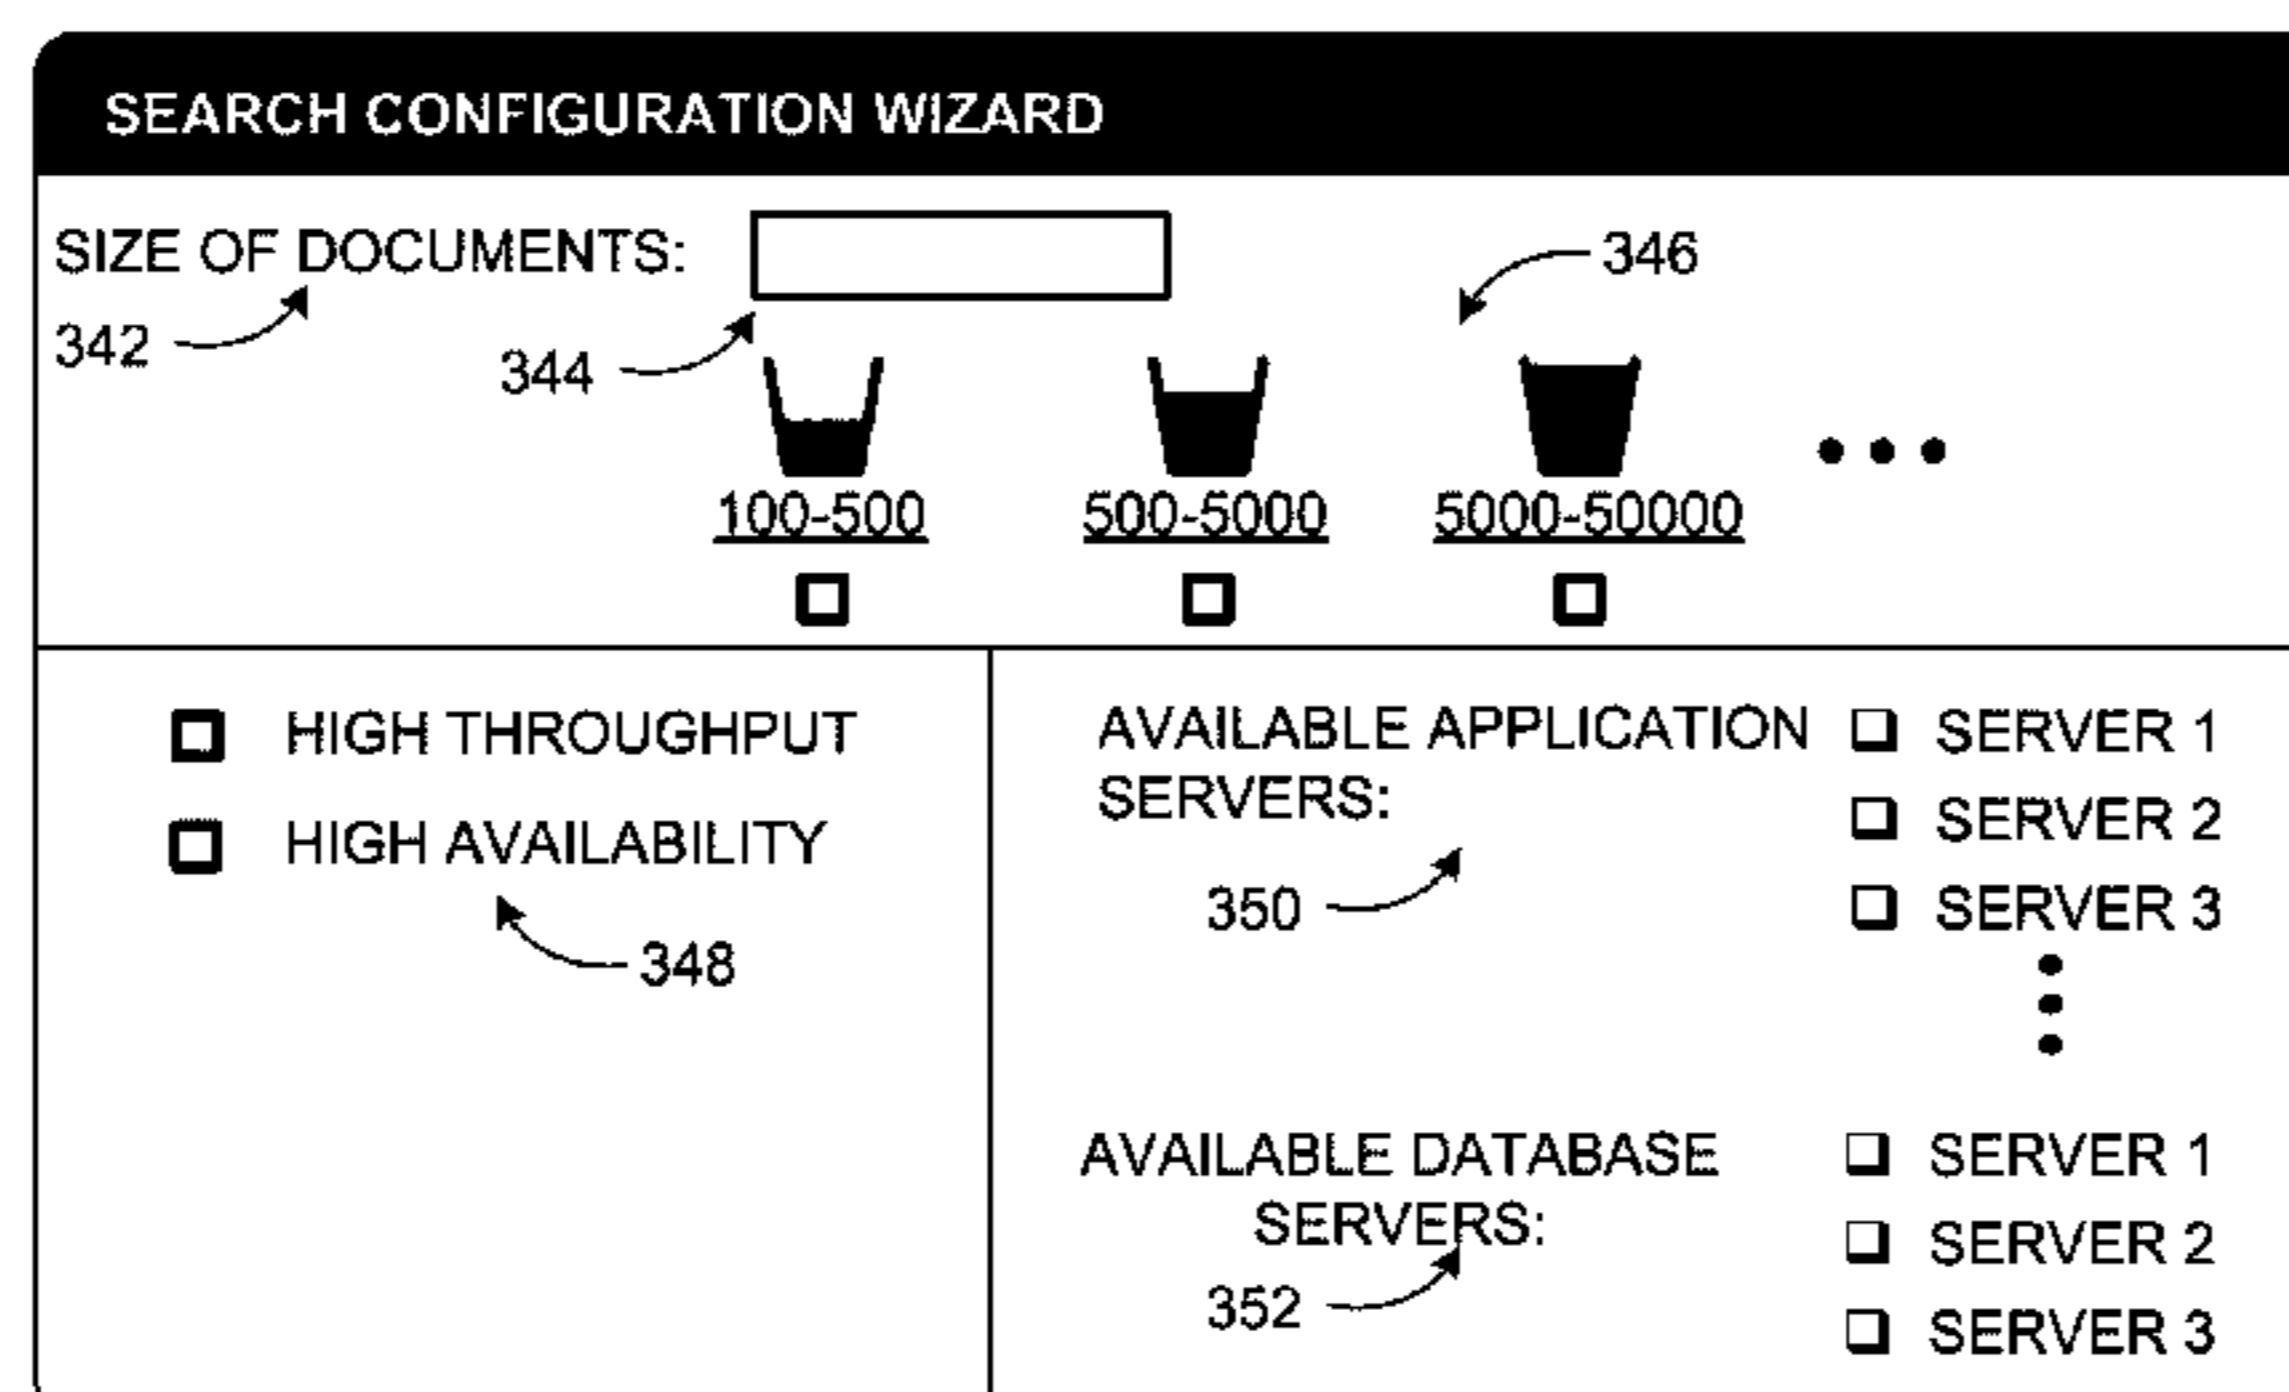 SEARCH CONFIGURATION WIZARD
SIZE OF DOCUMENTS:
346
342
344
100-500 500-5000 5000-50000
HIGH THROUGHPUT
HIGH AVAILABILITY
348
AVAILABLE APPLICATION
SERVERS:
SERVER 1
SERVER 2
SERVER 3
350
AVAILABLE DATABASE
SERVERS:
SERVER 1
SERVER 2
SERVER 3
352